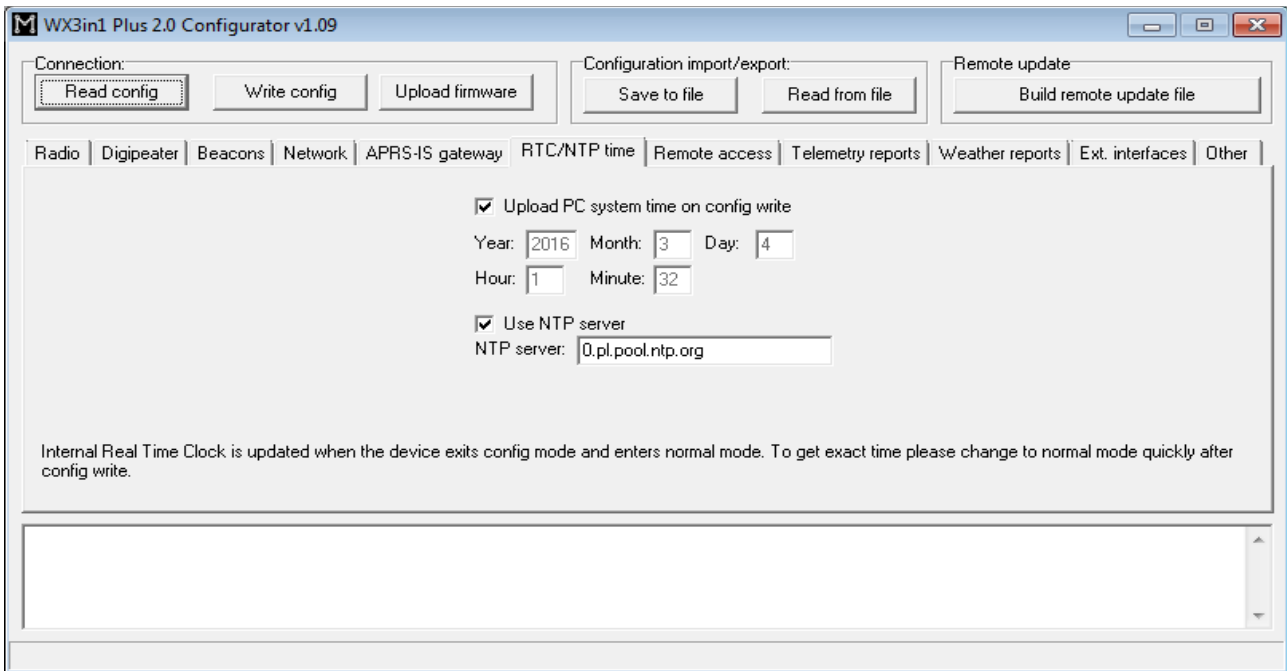 WX3in1 Plus 2.0 Configurator v1.09
Connection: Configuration import/export: Remote update
Read config Write config Upload firmware Save to file Read from file Build remote update file
Radio Digipeater Beacons Network APRS-IS gateway RTC/NTP time Remote access Telemetry reports Weather reports Ext. interfaces Other
Upload PC system time on config write
Year: 2016 Month: 3 Day: 4
Hour: 1 Minute: 32
Use NTP server
NTP server: 0.pl.pool.ntp.org
Internal Real Time Clock is updated when the device exits config mode and enters normal mode. To get exact time please change to normal mode quickly after
config write.